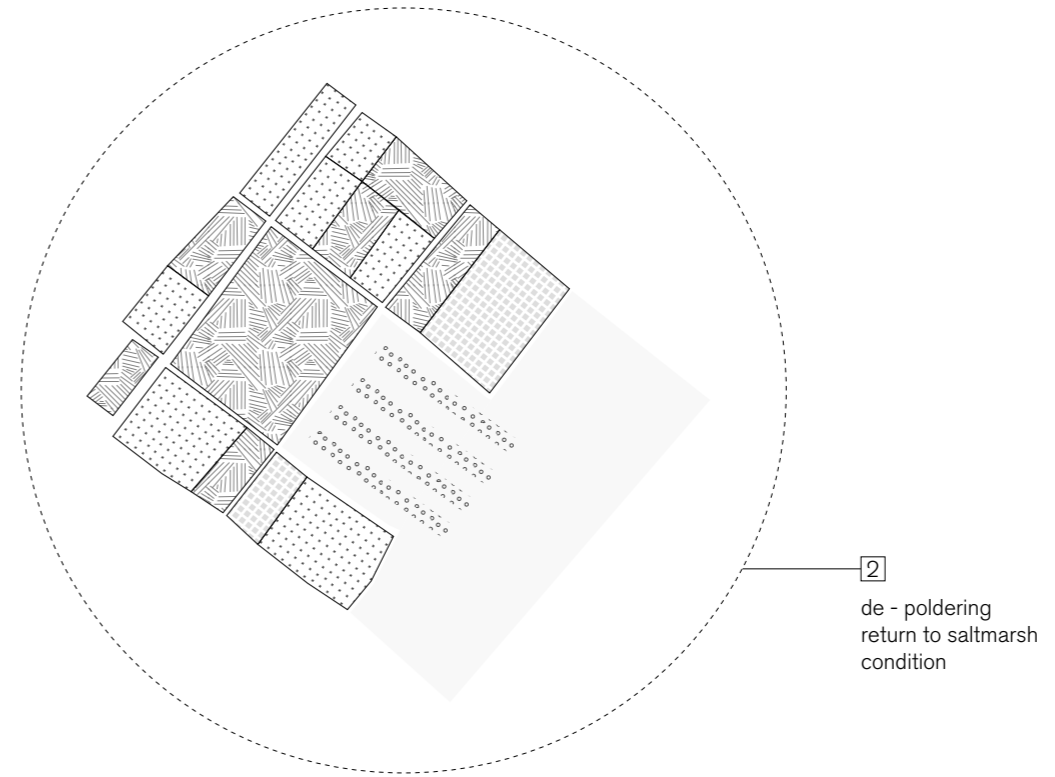 2
de - poldering
return to saltmarsh
condition